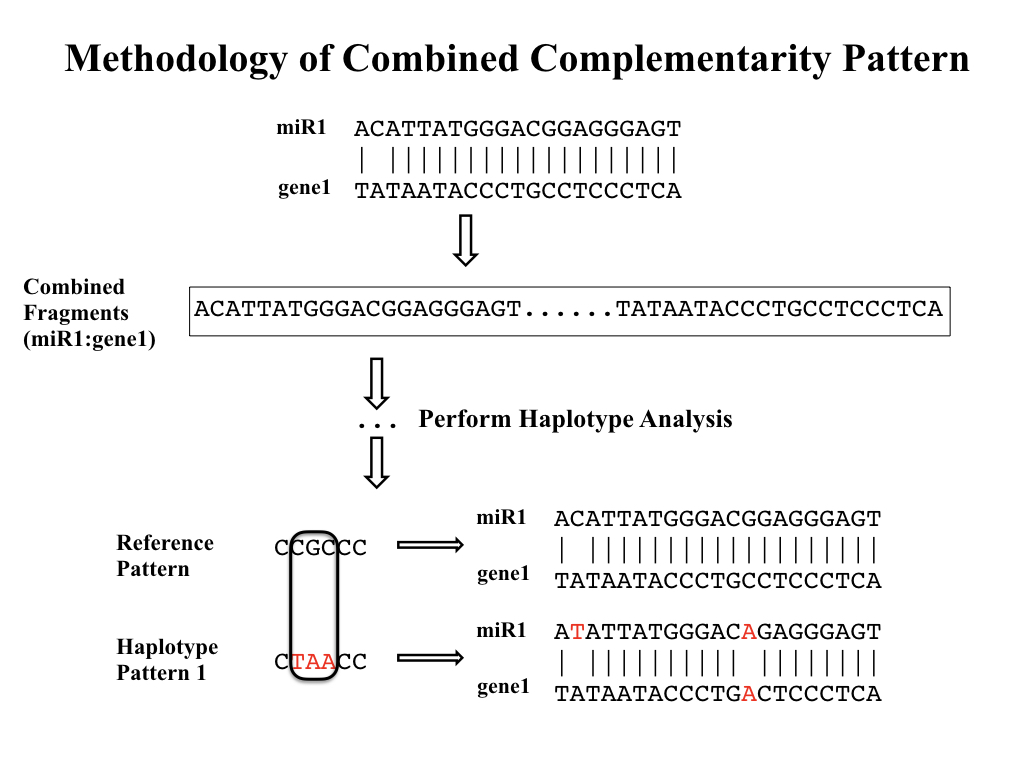 Methodology of Combined Complementarity Pattern
miR1 ACATTATGGGACGGAGGGAGT
| |||||||||||||||||||
gene1 TATAATACCCTGCCTCCCTCA
Combined
Fragments
(miR1:gene1)
ACATTATGGGACGGAGGGAGT......TATAATACCCTGCCTCCCTCA
... Perform Haplotype Analysis
Reference
Pattern
CCGCCC
miR1 ACATTATGGGACGGAGGGAGT
| |||||||||||||||||||
gene1 TATAATACCCTGCCTCCCTCA
Haplotype
Pattern 1
CTAACC
miR1 ATATTATGGGACAGAGGGAGT
| |||||||||| ||||||||
gene1 TATAATACCCTGACTCCCTCA